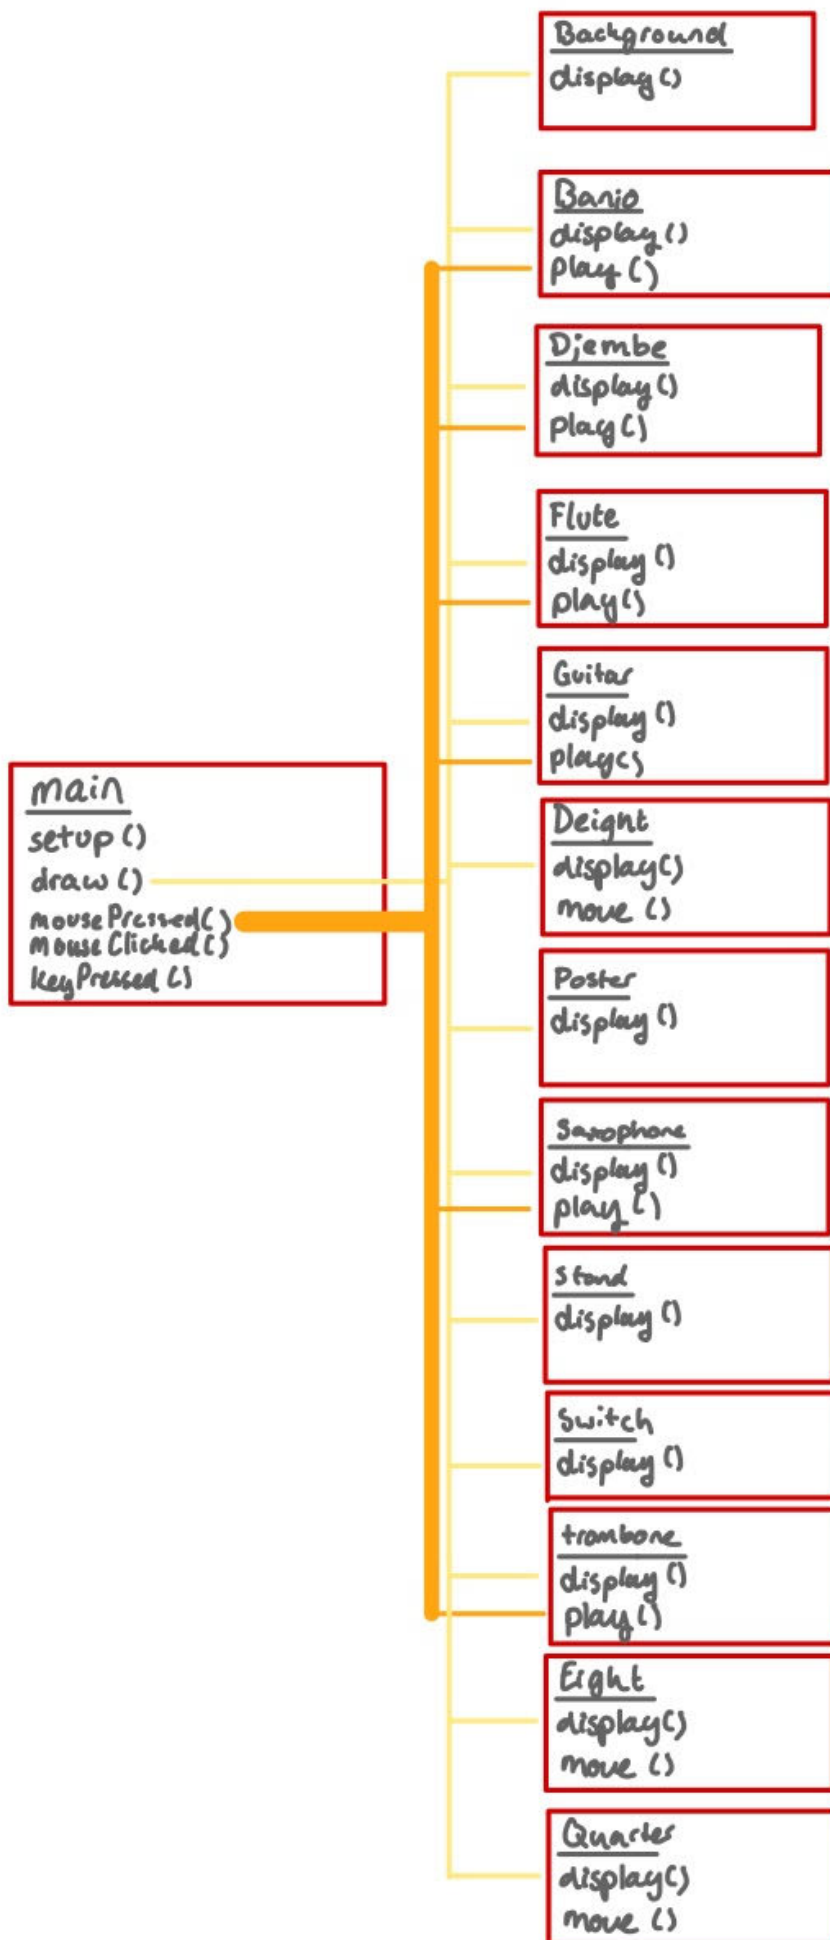 Background
display()
Banjo
display()
play()
Djembe
display()
play()
Flute
display()
play()
Guitar
display()
play()
main
setup()
draw()
mousePressed()
mouseClicked()
keyPressed()
Deignt
display()
move ()
Poster
display()
Saxophone
display()
play()
Stand
display()
Switch
display()
trombone
display()
play()
Eight
display()
move ()
Quarter
display()
move ()